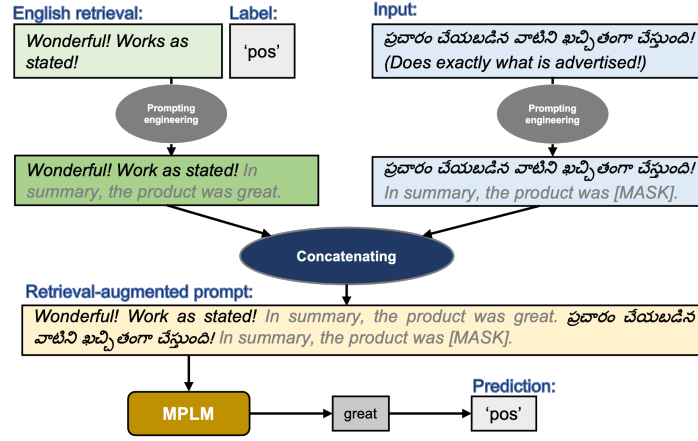 English retrieval:
Label:
Input:
Wonderful! Works as
stated!
'pos'
ప్రచారం చేయబడిన వాటిని ఖచ్చితంగా చేస్తుంది!
(Does exactly what is advertised!)
Prompting
engineering
Prompting
engineering
Wonderful! Work as stated! In
summary, the product was great.
ప్రచారం చేయబడిన వాటిని ఖచ్చితంగా చేస్తుంది!
In summary, the product was [MASK].
Concatenating
Retrieval-augmented prompt:
Wonderful! Work as stated! In summary, the product was great. ప్రచారం చేయబడిన
వాటిని ఖచ్చితంగా చేస్తుంది! In summary, the product was [MASK].
Prediction:
MPLM
great
'pos'